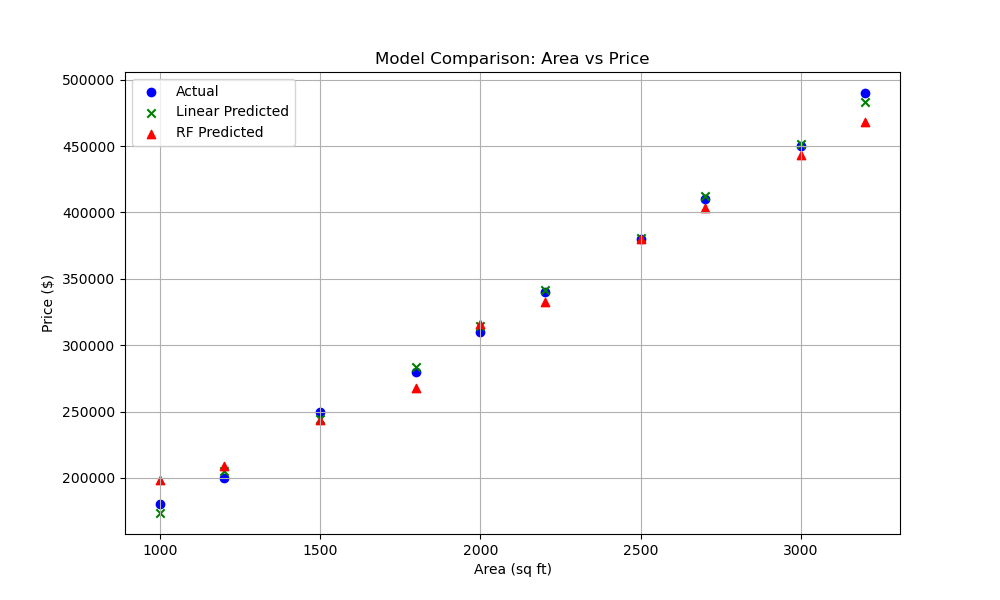 Model Comparison: Area vs Price
Actual
Linear Predicted
RF Predicted
Price ($)
500000
450000
400000
350000
300000
250000
200000
1000
1500
2000
2500
3000
Area (sq ft)